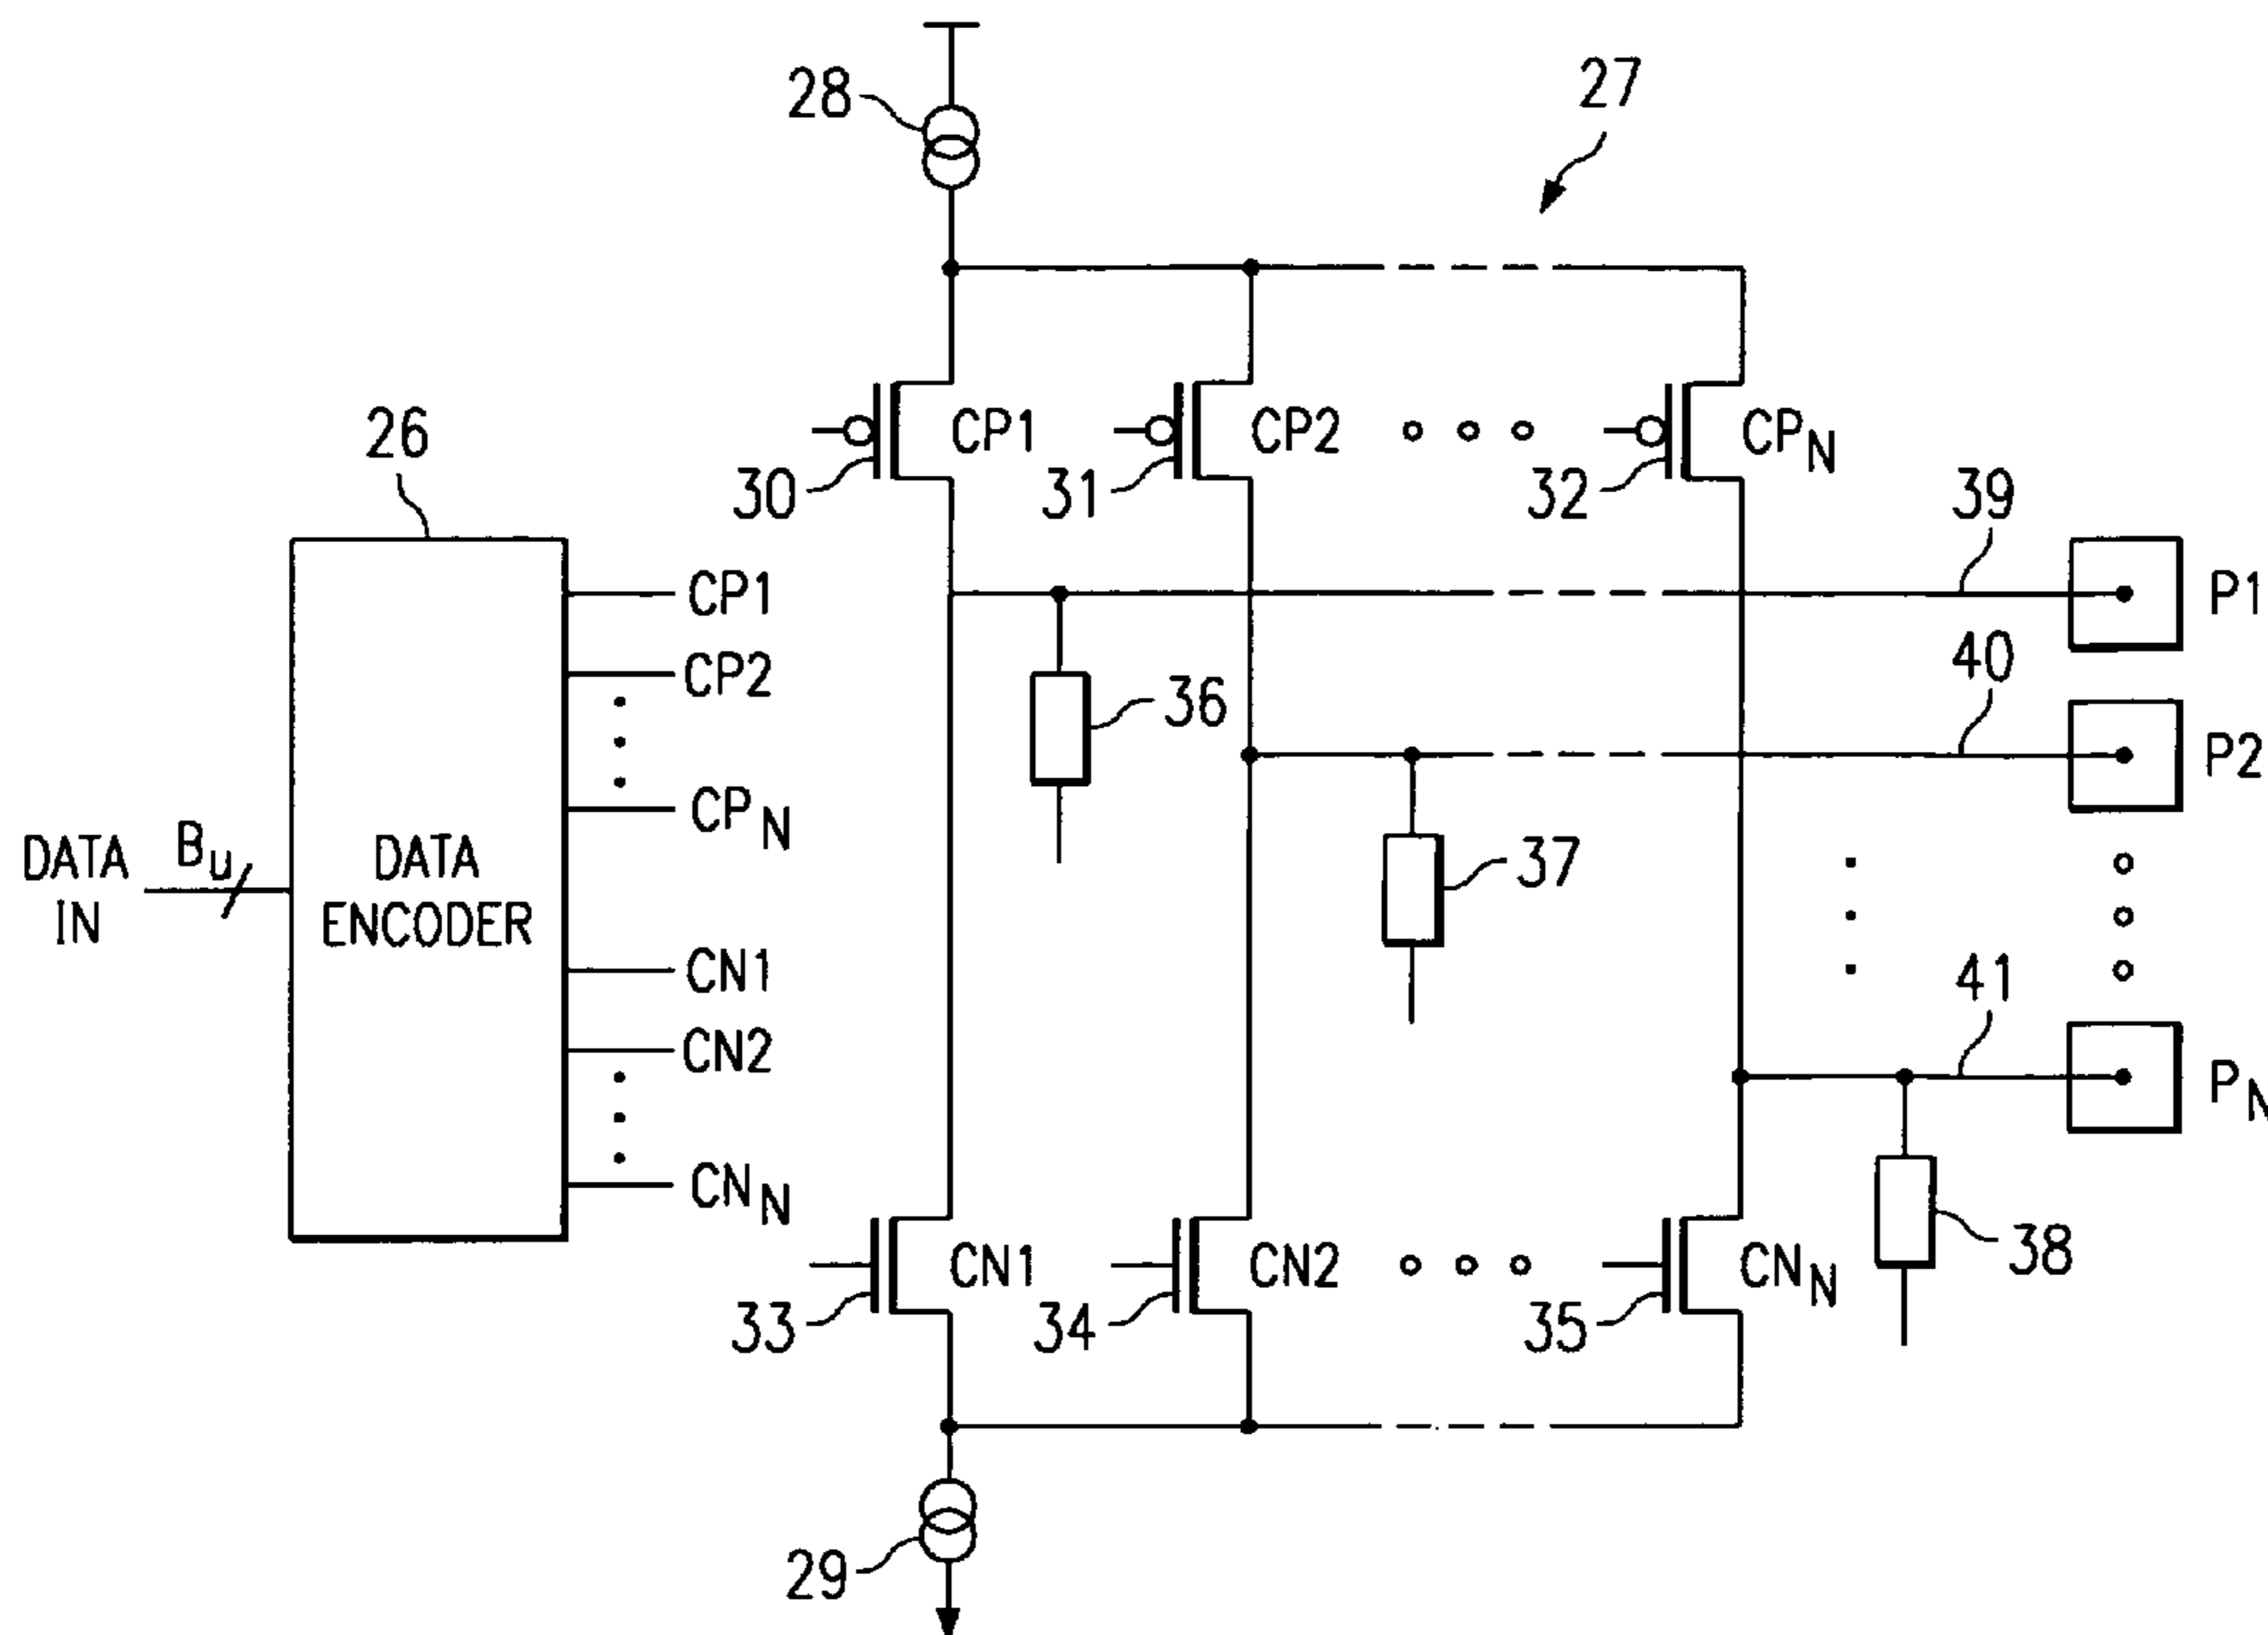 28
27
CP1
CP2
CPN
26
30
31
32
39
CP1
P1
CP2
40
36
P2
CPN
DATA IN
Bu
DATA ENCODER
37
CN1
41
CN2
PN
CNN
CN1
CN2
CNN
38
33
34
35
29